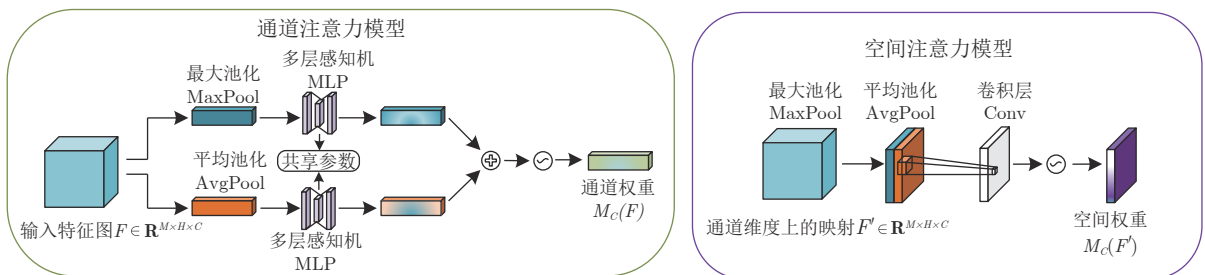 通道注意力模型
多层感知机
MLP
最大池化
MaxPool
共享参数
平均池化
AvgPool
多层感知机
MLP
输入特征图F∈R^{M×H×C}
通道权重
M_C(F)
空间注意力模型
最大池化
MaxPool
平均池化
AvgPool
卷积层
Conv
通道维度上的映射F′∈R^{M×H×C}
空间权重
M_C(F′)